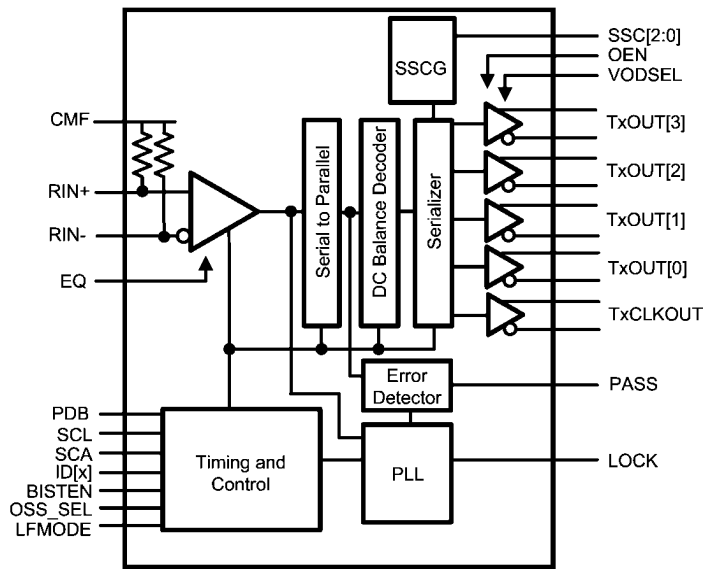 SSC[2:0]
OEN
VODSEL
SSCG
CMF
TxOUT[3]
RIN+
TxOUT[2]
RIN-
TxOUT[1]
EQ
TxOUT[0]
TxCLKOUT
Serial to Parallel
DC Balance Decoder
Serializer
Error
Detector
PASS
PDB
SCL
SCA
ID[x]
BISTEN
OSS_SEL
LFMODE
Timing and
Control
PLL
LOCK